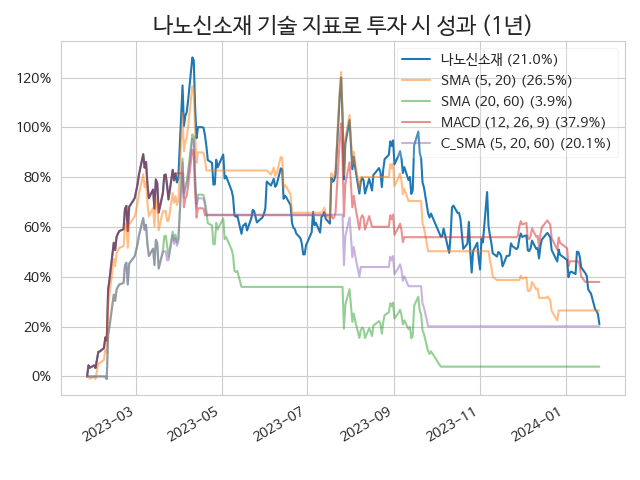 나노신소재 기술 지표로 투자 시 성과 (1년)
나노신소재 (21.0%)
SMA (5, 20) (26.5%)
SMA (20, 60) (3.9%)
MACD (12, 26, 9) (37.9%)
C_SMA (5, 20, 60) (20.1%)
120%
100%
80%
60%
40%
20%
0%
2023-03
2023-05
2023-07
2023-09
2023-11
2024-01